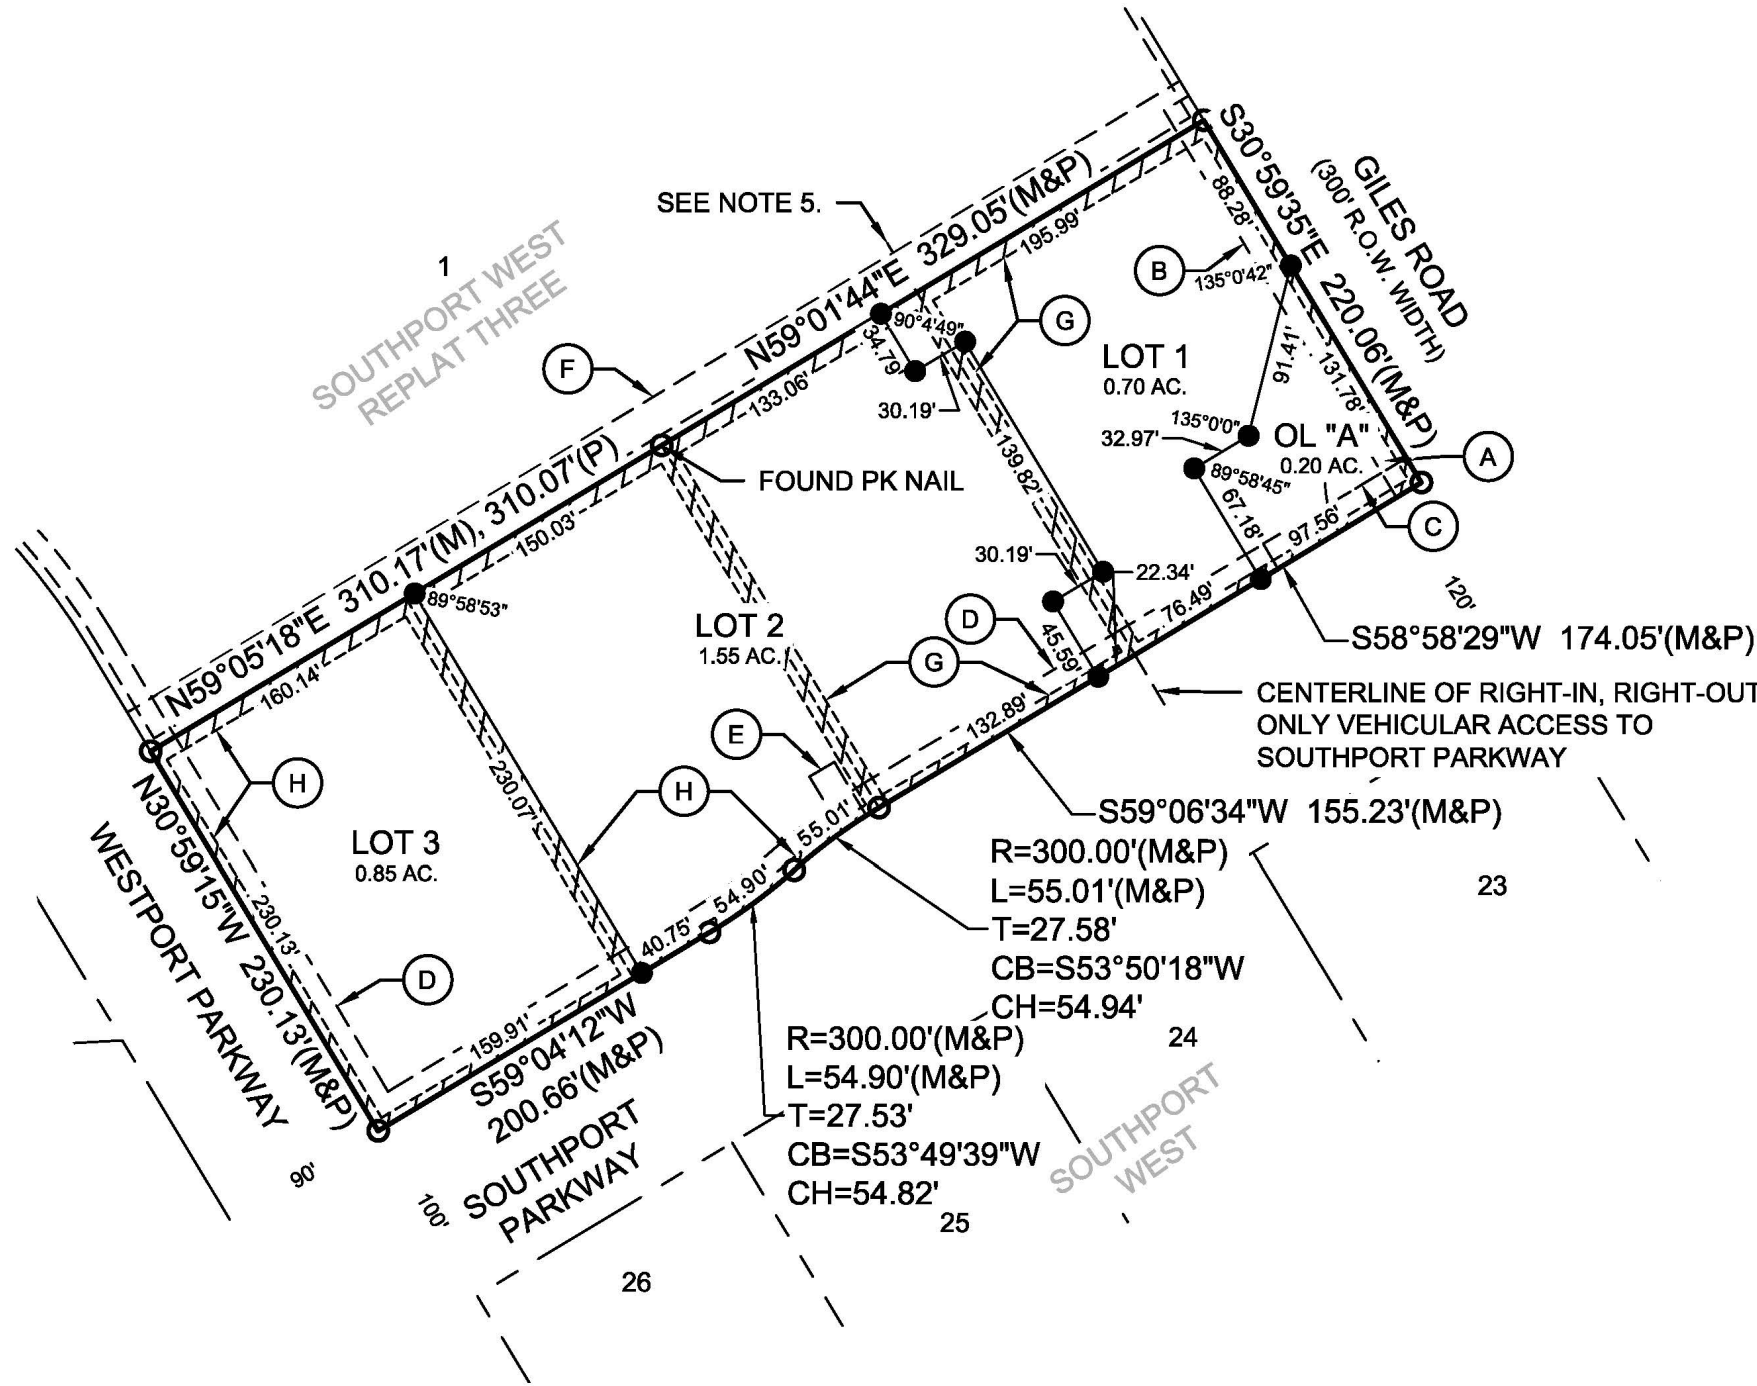 S30°59'35"E 220.06'(M&P)
GILES ROAD
(300' R.O.W. WIDTH)
88.28'
SEE NOTE 5.
N59°01'44"E 329.05'(M&P)
195.99'
B
135°0'42"
1
SOUTHPORT WEST
REPLAT THREE
F
G
90°4'49"
34.79'
LOT 1
0.70 AC.
91.41'
131.78'
133.06'
30.19'
135°0'0"
32.97'
OL "A"
0.20 AC.
89°58'45"
A
139.82'
67.18'
FOUND PK NAIL
C
97.56'
N59°05'18"E 310.17'(M), 310.07'(P)
150.03'
30.19'
22.34'
89°58'53"
120'
76.49'
D
45.59'
LOT 2
1.55 AC.
G
S58°58'29"W 174.05'(M&P)
160.14'
CENTERLINE OF RIGHT-IN, RIGHT-OUT
ONLY VEHICULAR ACCESS TO
SOUTHPORT PARKWAY
132.89'
E
H
H
230.07'
55.01'
S59°06'34"W 155.23'(M&P)
N30°59'15"W 230.13'(M&P)
WESTPORT PARKWAY
LOT 3
0.85 AC.
R=300.00'(M&P)
L=55.01'(M&P)
T=27.58'
CB=S53°50'18"W
CH=54.94'
23
54.90'
40.75'
230.13'
D
159.91'
S59°04'12"W
200.66'(M&P)
R=300.00'(M&P)
L=54.90'(M&P)
T=27.53'
CB=S53°49'39"W
CH=54.82'
24
SOUTHPORT
WEST
SOUTHPORT
PARKWAY
90'
100'
25
26